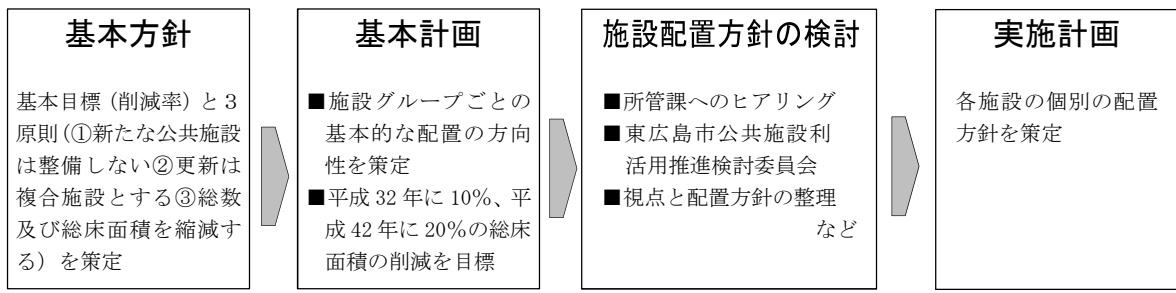 基本方針
基本目標(削減率)と3
原則(①新たな公共施設
は整備しない②更新は
複合施設とする③総数
及び総床面積を縮減す
る)を策定
基本計画
■施設グループごとの
基本的な配置の方向
性を策定
■平成 32 年に 10%、平
成 42 年に 20%の総床
面積の削減を目標
施設配置方針の検討
■所管課へのヒアリング
■東広島市公共施設利
活用推進検討委員会
■視点と配置方針の整理
など
実施計画
各施設の個別の配置
方針を策定